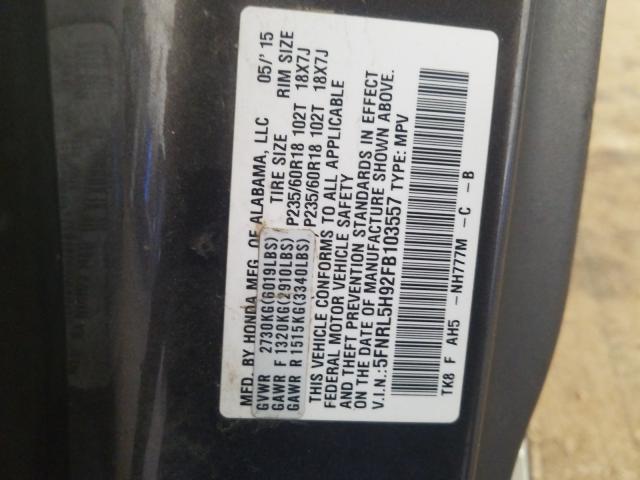 MFD. BY HONDA MFG. OF ALABAMA, LLC 05/'15
TIRE SIZE RIM SIZE
GVWR 2730KG(6019LBS)
GAWR F 1320KG(2910LBS) P235/60R18 102T 18X7J
GAWR R 1515KG(3340LBS) P235/60R18 102T 18X7J
THIS VEHICLE CONFORMS TO ALL APPLICABLE
FEDERAL MOTOR VEHICLE SAFETY
AND THEFT PREVENTION STANDARDS IN EFFECT
ON THE DATE OF MANUFACTURE SHOWN ABOVE.
V.I.N.:5FNRL5H92FB103557 TYPE: MPV
TK8 F AH5 -NH777M -C -B